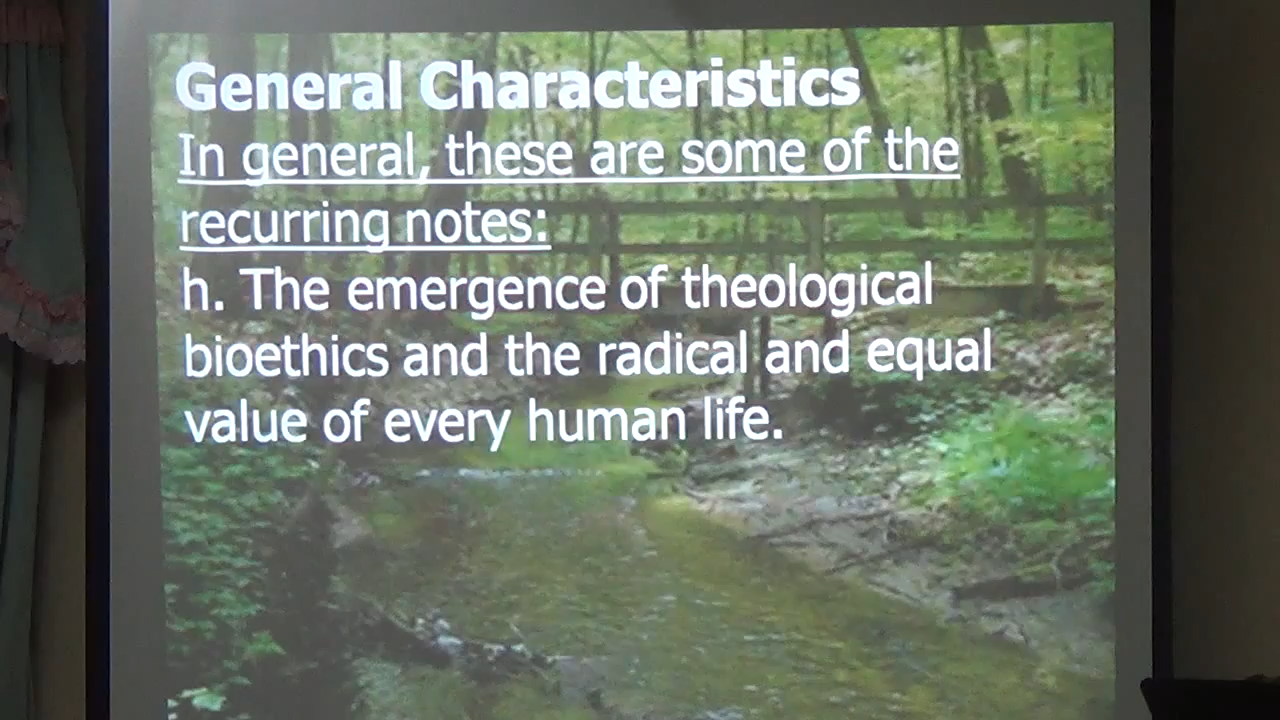 General Characteristics
In general, these are some of the
recurring notes:
h. The emergence of theological
bioethics and the radical and equal
value of every human life.